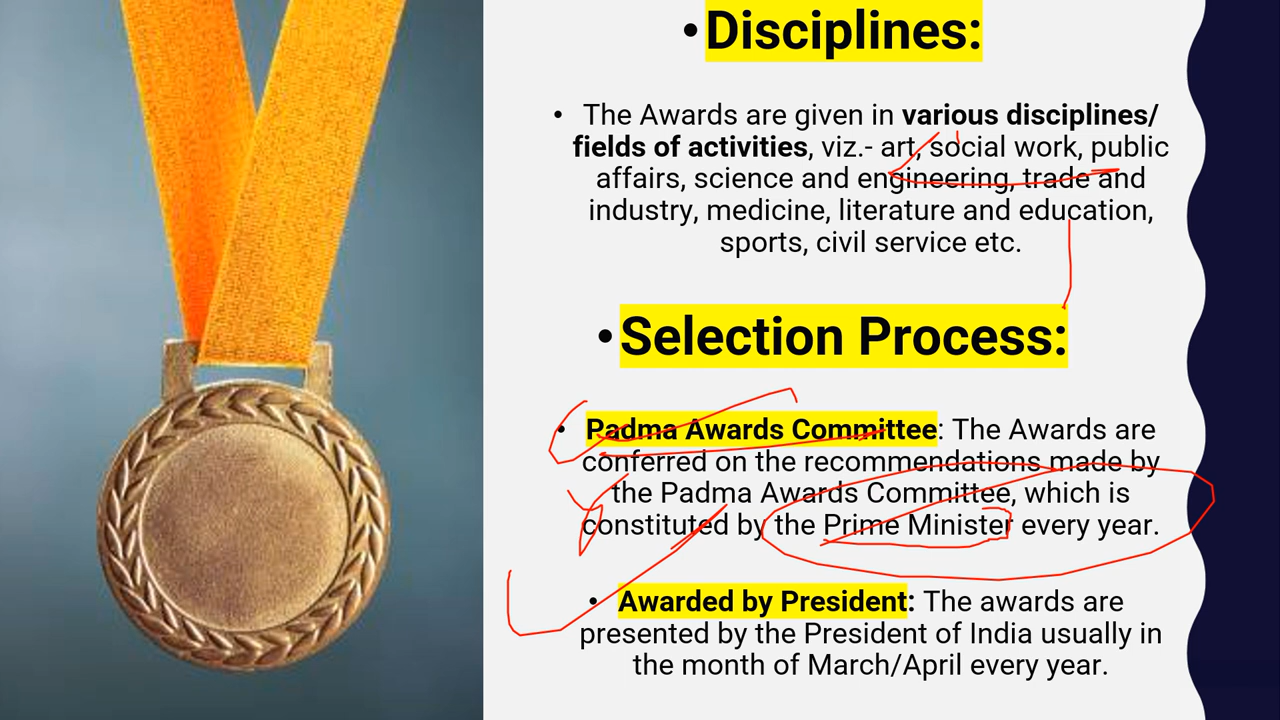 •Disciplines:
• The Awards are given in various disciplines/
fields of activities, viz.- art, social work, public
affairs, science and engineering, trade and
industry, medicine, literature and education,
sports, civil service etc.
•Selection Process:
• Padma Awards Committee: The Awards are
conferred on the recommendations made by
the Padma Awards Committee, which is
constituted by the Prime Minister every year.
• Awarded by President: The awards are
presented by the President of India usually in
the month of March/April every year.